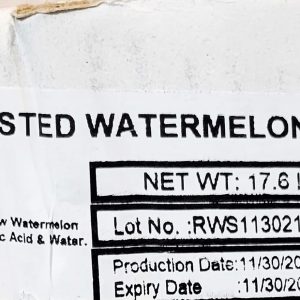 STED WATERMELON
NET WT: 17.6
w Watermelon
c Acid & Water.
Lot No. :RWS113021
Production Date:11/30/20
Expiry Date :11/30/20